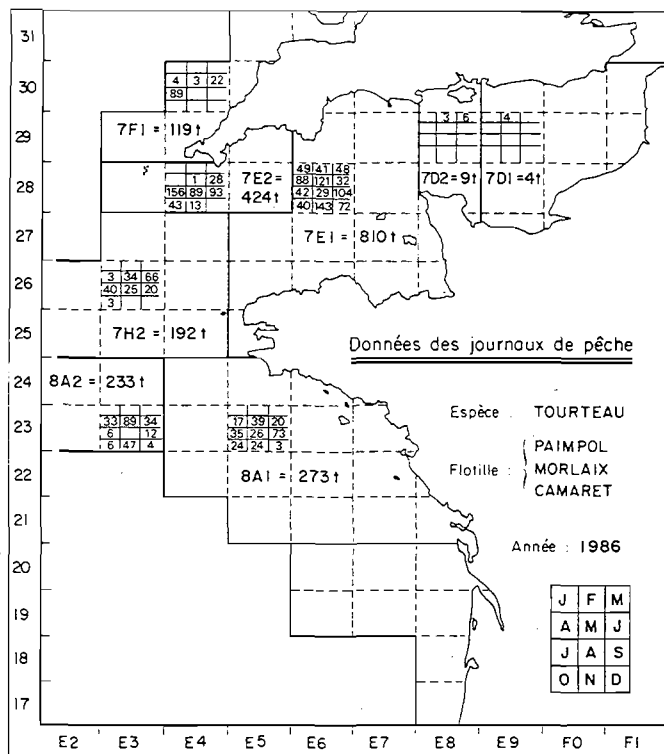 31
30
4 3 22
89
29
7F1 = 119 t
3 6
4
28
1 28
156 89 93
43 13
7E2 =
424 t
49 41 48
88 121 32
42 29 104
40 143 72
7D2 = 9 t
7D1 = 4 t
27
7E1 = 810 t
26
3 34 66
40 25 20
3
25
7H2 = 192 t
Données des journaux de pêche
24
8A2 = 233 t
23
33 89 34
6 12
6 47 4
17 39 20
35 26 73
24 24 3
Espèce : TOURTEAU
22
8A1 = 273 t
Flotille :
PAIMPOL
MORLAIX
CAMARET
21
20
Année : 1986
19
J F M
A M J
J A S
O N D
18
17
E2 E3 E4 E5 E6 E7 E8 E9 F0 F1